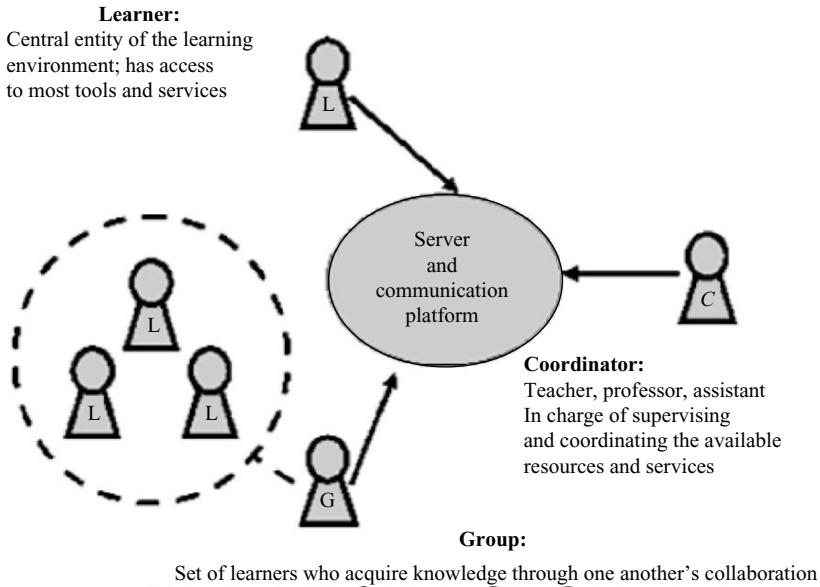 Learner:
Central entity of the learning
environment; has access
to most tools and services
L
Server
and
communication
platform
C
L
L
L
Coordinator:
Teacher, professor, assistant
In charge of supervising
and coordinating the available
resources and services
G
Group:
Set of learners who acquire knowledge through one another's collaboration